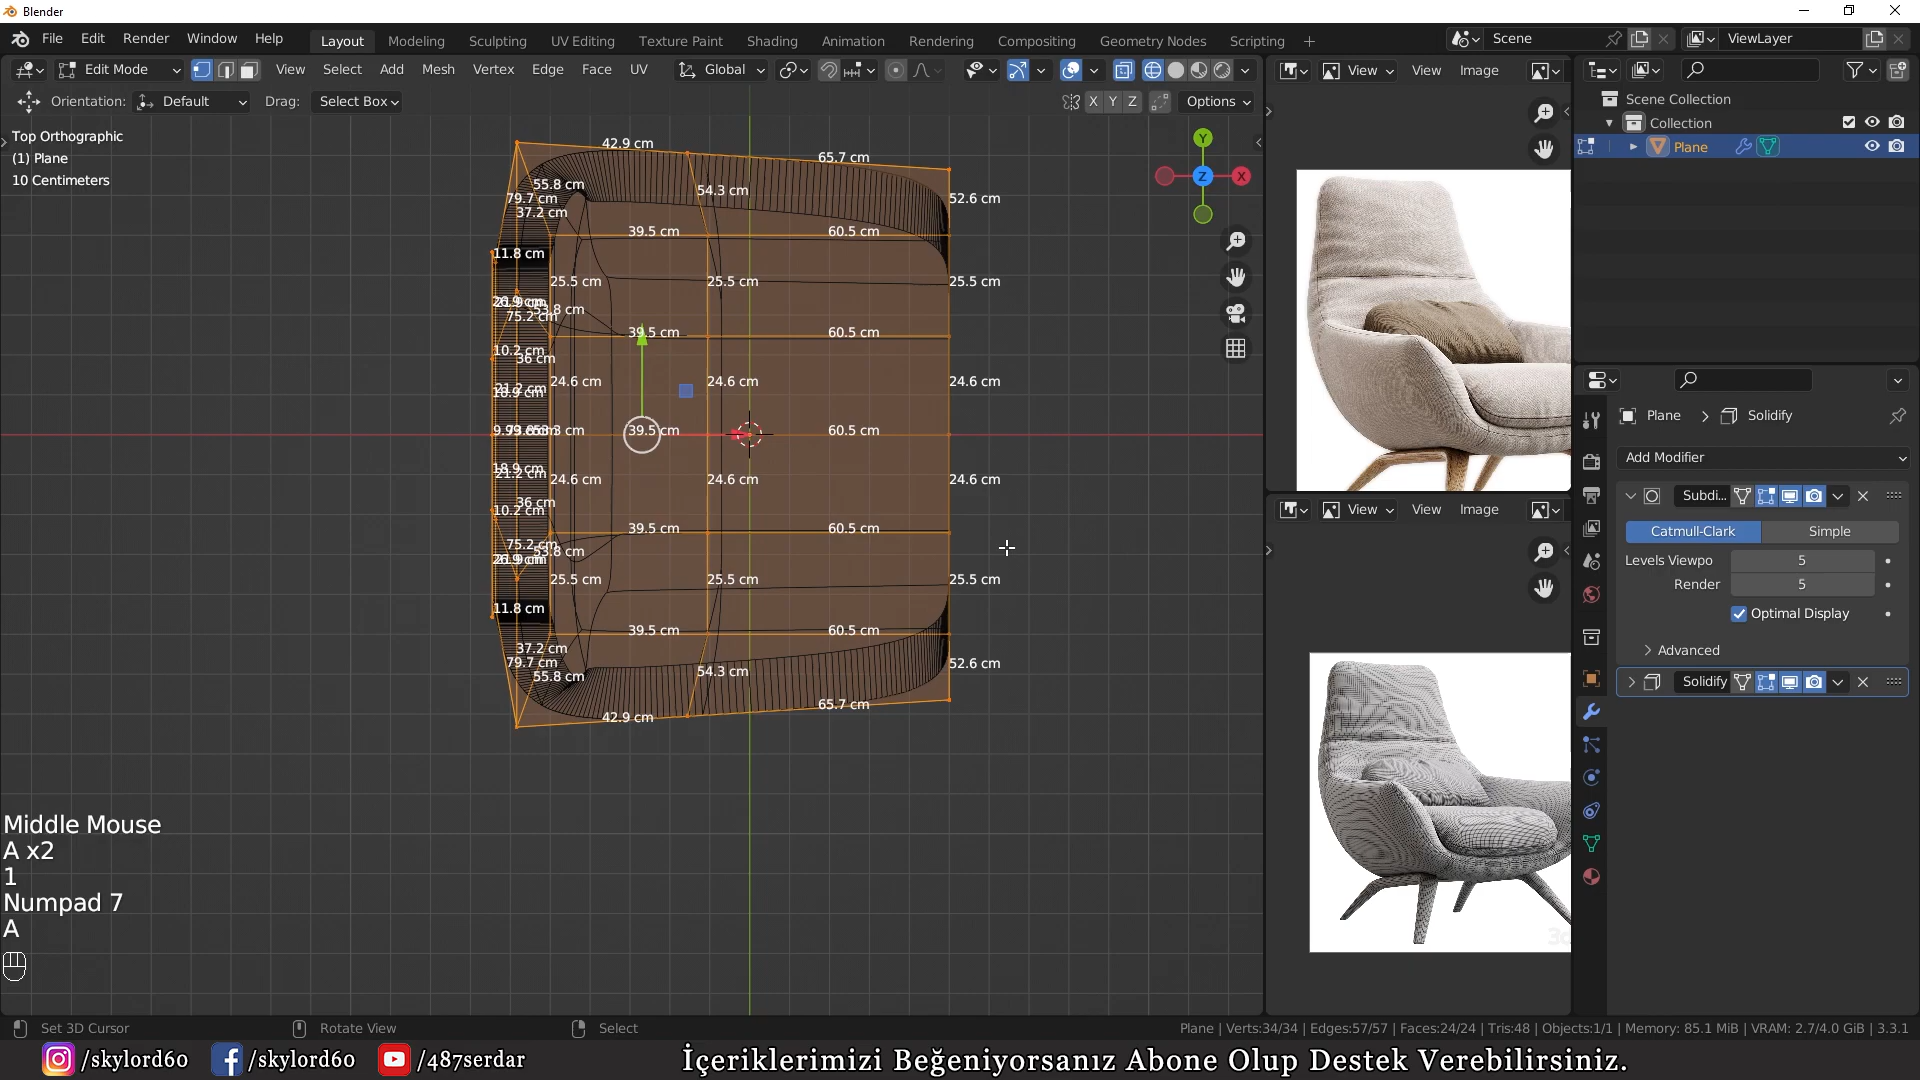 Blender
File Edit Render Window Help
Layout Modeling Sculpting UV Editing Texture Paint Shading Animation Rendering Compositing Geometry Nodes Scripting +
Scene ViewLayer
Edit Mode View Select Add Mesh Vertex Edge Face UV Global
Orientation: Default Drag: Select Box X Y Z Options
Top Orthographic
(1) Plane
10 Centimeters
42.9 cm 65.7 cm
55.8 cm 54.3 cm 52.6 cm
79.7 cm
37.2 cm
39.5 cm 60.5 cm
11.8 cm
25.5 cm 25.5 cm 25.5 cm
53.8 cm
75.2 cm
39.5 cm 60.5 cm
10.2 cm
36 cm
24.6 cm 24.6 cm 24.6 cm
39.5 cm 60.5 cm
24.6 cm 24.6 cm 24.6 cm
36 cm
10.2 cm
39.5 cm 60.5 cm
75.2 cm
53.8 cm
25.5 cm 25.5 cm 25.5 cm
11.8 cm
39.5 cm 60.5 cm
37.2 cm
79.7 cm
55.8 cm 54.3 cm 52.6 cm
42.9 cm 65.7 cm
Y
Z X
Middle Mouse
A x2
1
Numpad 7
A
View View Image
View View Image
Scene Collection
Collection
Plane
Plane > Solidify
Add Modifier
Subdi...
Catmull-Clark Simple
Levels Viewpo 5
Render 5
Optimal Display
Advanced
Solidify
Set 3D Cursor Rotate View Select
Plane | Verts:34/34 | Edges:57/57 | Faces:24/24 | Tris:48 | Objects:1/1 | Memory: 85.1 MiB | VRAM: 2.7/4.0 GiB | 3.3.1
/skylord60 /skylord60 /487serdar İçeriklerimizi Beğeniyorsanız Abone Olup Destek Verebilirsiniz.